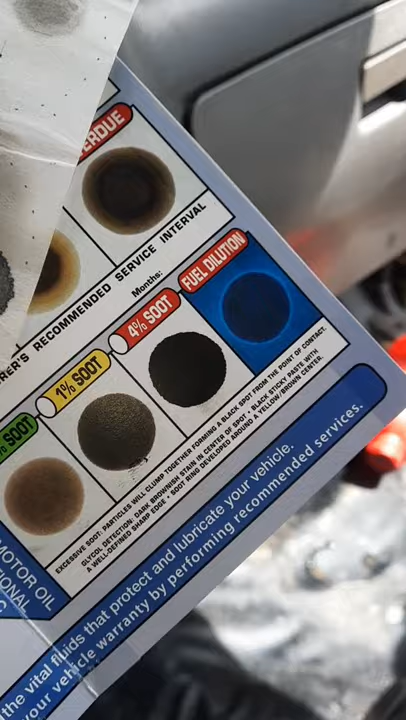 ERDUE
RER'S RECOMMENDED SERVICE INTERVAL
Months:
% SOOT
1% SOOT
4% SOOT
FUEL DILUTION
EXCESSIVE SOOT: PARTICLES WILL CLUMP TOGETHER FORMING A BLACK SPOT FROM THE POINT OF CONTACT.
GLYCOL DETECTION: DARK BROWNISH STAIN IN CENTER OF SPOT • BLACK STICKY PASTE WITH
A WELL-DEFINED SHARP EDGE • SOOT RING DEVELOPED AROUND A YELLOW/BROWN CENTER.
MOTOR OIL
IONAL
C
the vital fluids that protect and lubricate your vehicle.
your vehicle warranty by performing recommended services.